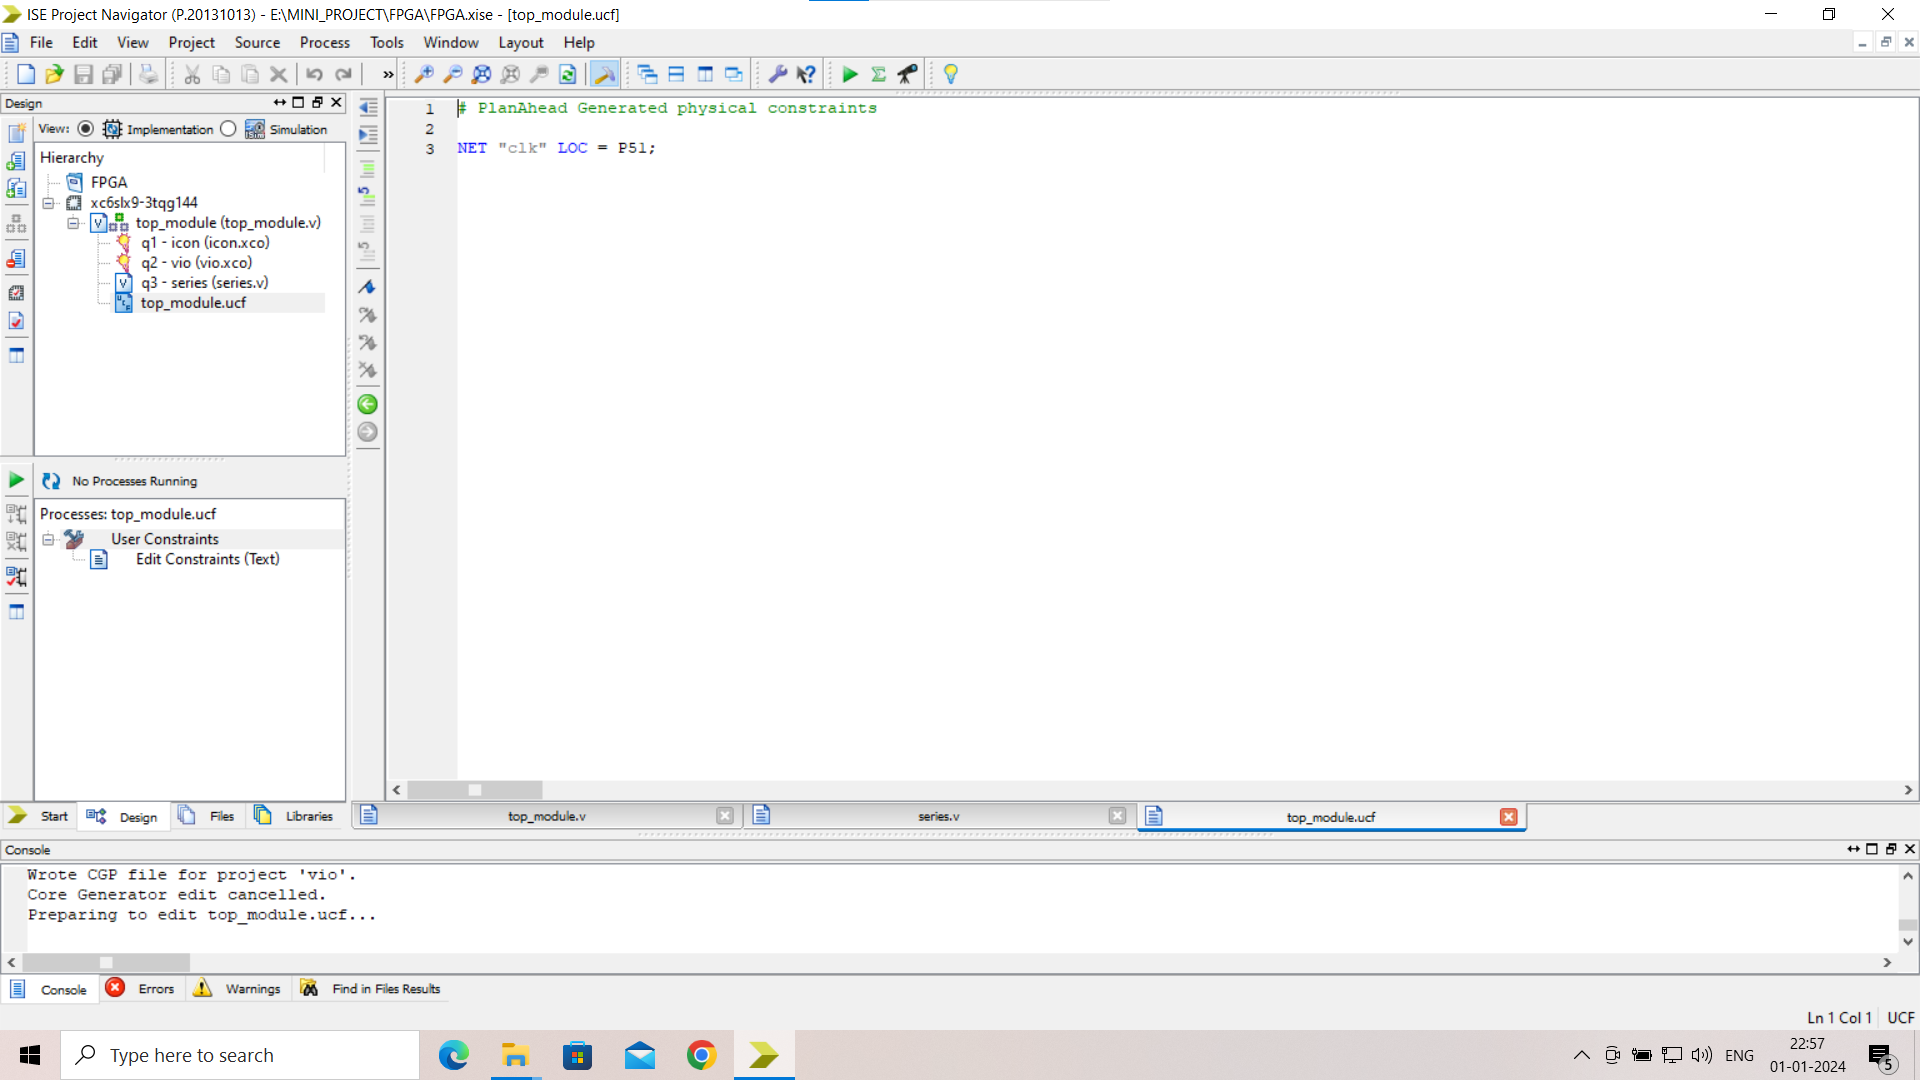 ISE Project Navigator (P.20131013) - E:\MINI_PROJECT\FPGA\FPGA.xise - [top_module.ucf]
File Edit View Project Source Process Tools Window Layout Help
»
Design
View: Implementation Simulation
Hierarchy
FPGA
xc6slx9-3tqg144
top_module (top_module.v)
q1 - icon (icon.xco)
q2 - vio (vio.xco)
q3 - series (series.v)
top_module.ucf
No Processes Running
Processes: top_module.ucf
User Constraints
Edit Constraints (Text)
Start Design Files Libraries
1 # PlanAhead Generated physical constraints
2
3 NET "clk" LOC = P51;
top_module.v series.v top_module.ucf
Console
Wrote CGP file for project 'vio'.
Core Generator edit cancelled.
Preparing to edit top_module.ucf...
Console Errors Warnings Find in Files Results
Ln 1 Col 1 UCF
Type here to search
ENG
22:57
01-01-2024
5